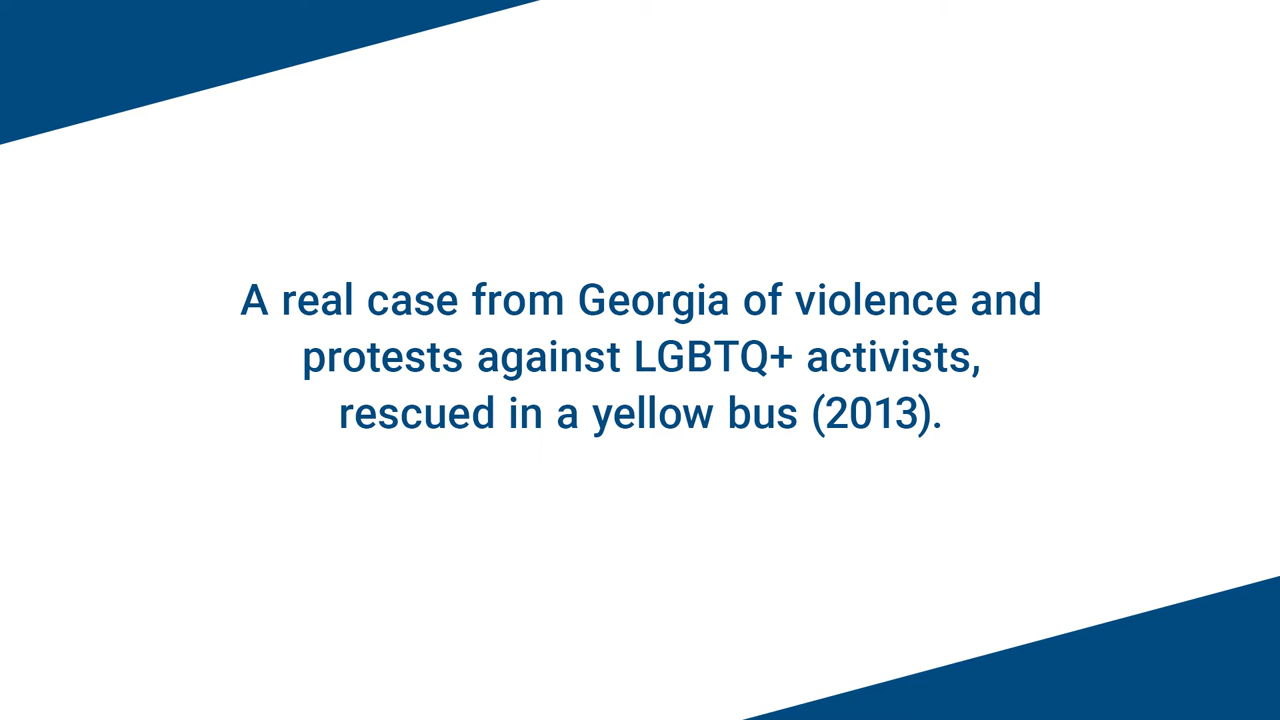 A real case from Georgia of violence and
protests against LGBTQ+ activists,
rescued in a yellow bus (2013).